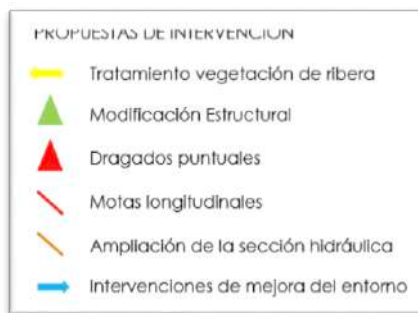 PROPUESTAS DE INTERVENCIÓN
Tratamiento vegetación de ribera
Modificación Estructural
Dragados puntuales
Motas longitudinales
Ampliación de la sección hidráulica
Intervenciones de mejora del entorno